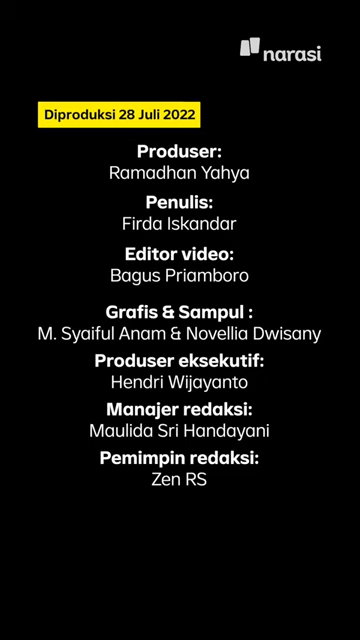 narasi
Diproduksi 28 Juli 2022
Produser:
Ramadhan Yahya
Penulis:
Firda Iskandar
Editor video:
Bagus Priamboro
Grafis & Sampul :
M. Syaiful Anam & Novellia Dwisany
Produser eksekutif:
Hendri Wijayanto
Manajer redaksi:
Maulida Sri Handayani
Pemimpin redaksi:
Zen RS